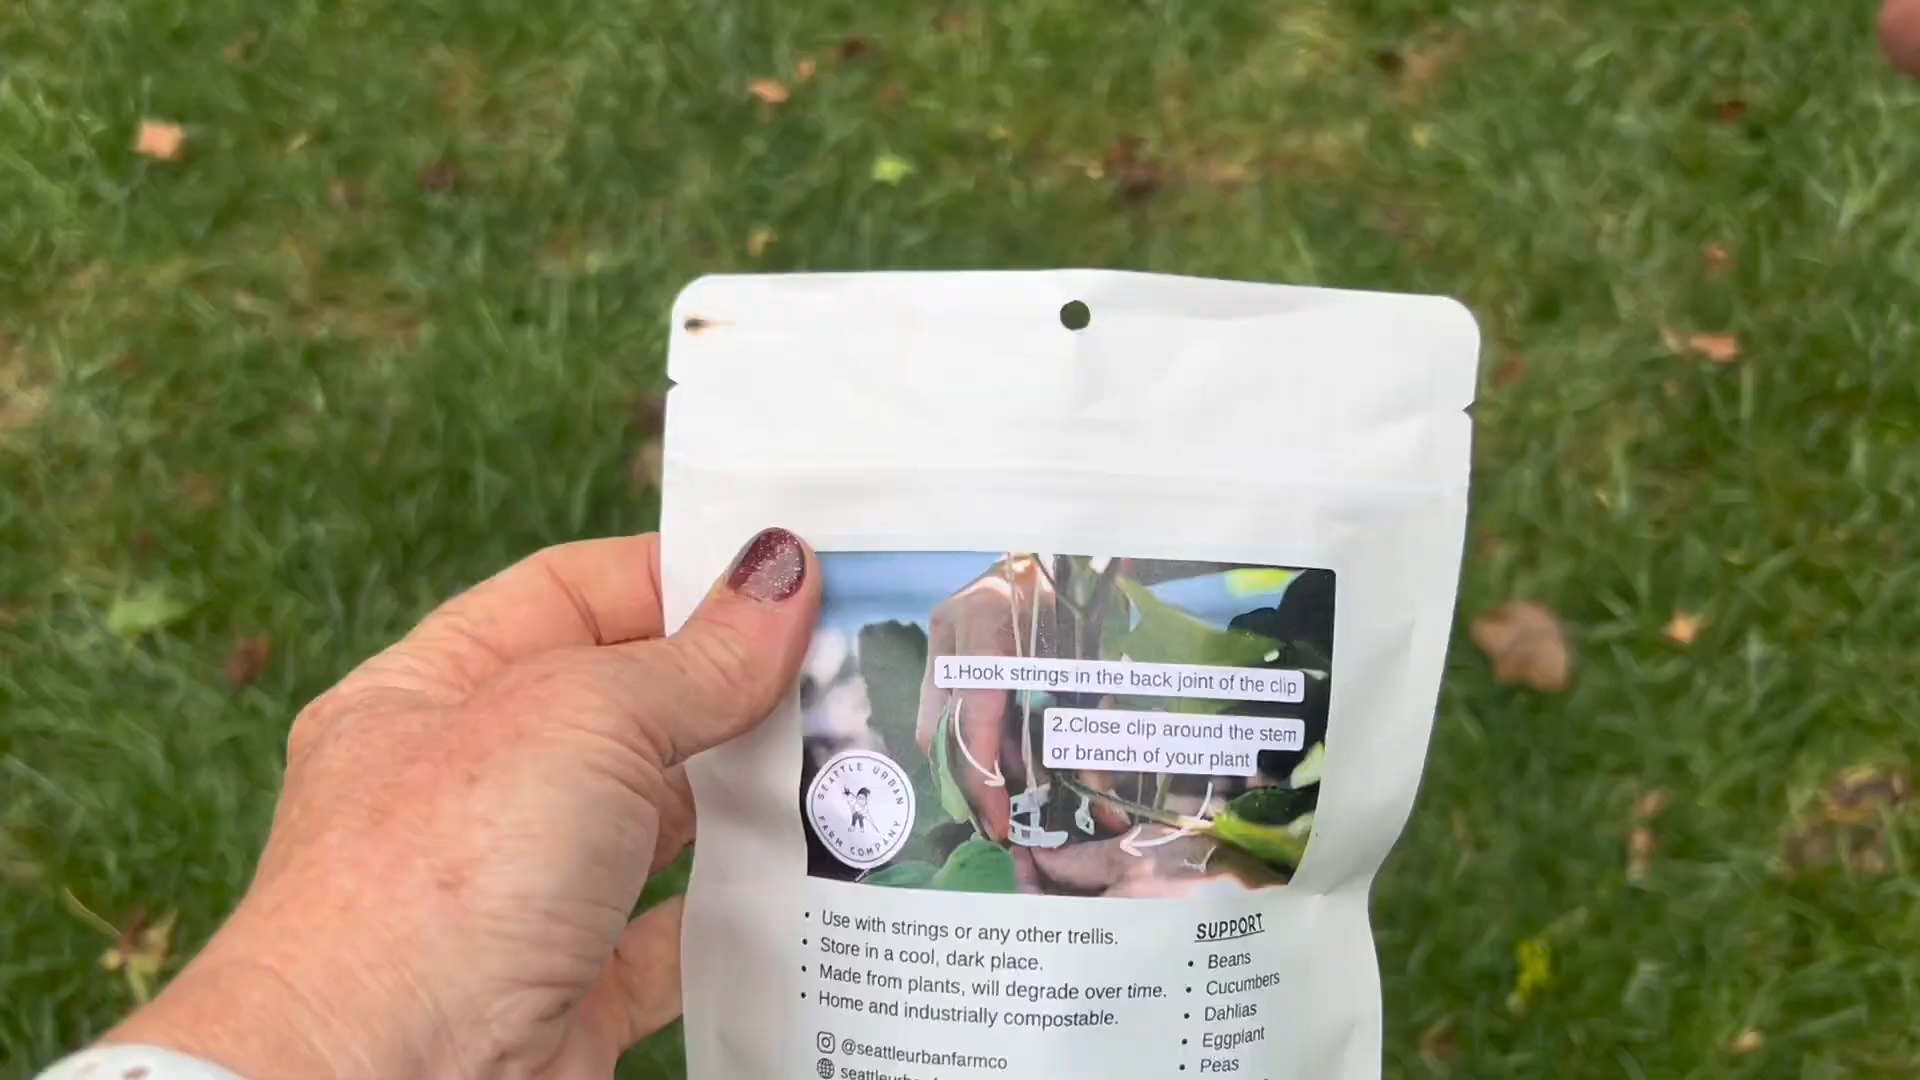 1.Hook strings in the back joint of the clip
2.Close clip around the stem
or branch of your plant
SEATTLE URBAN
FARM COMPANY
• Use with strings or any other trellis.
• Store in a cool, dark place.
• Made from plants, will degrade over time.
• Home and industrially compostable.
@seattleurbanfarmco
SUPPORT
• Beans
• Cucumbers
• Dahlias
• Eggplant
• Peas